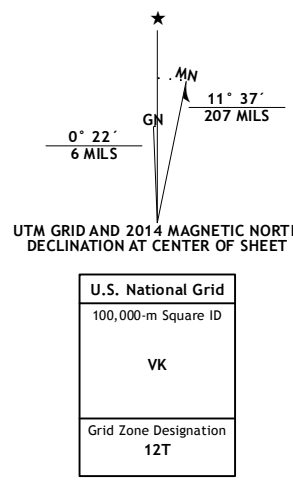 ★
MN
GN
11° 37´
207 MILS
0° 22´
6 MILS
UTM GRID AND 2014 MAGNETIC NORTH
DECLINATION AT CENTER OF SHEET
U.S. National Grid
100,000-m Square ID
VK
Grid Zone Designation
12T